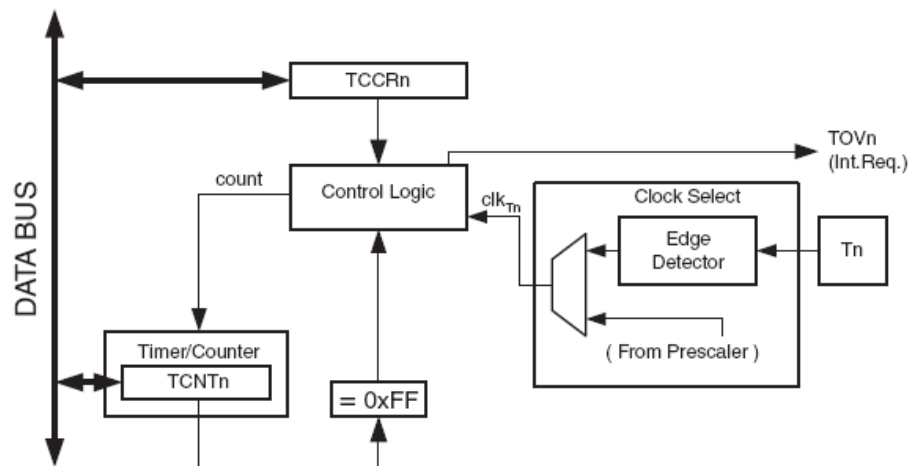 DATA BUS
TCCRn
TOVn
(Int.Req.)
count
Control Logic
clkTn
Clock Select
Edge
Detector
Tn
( From Prescaler )
Timer/Counter
TCNTn
= 0xFF